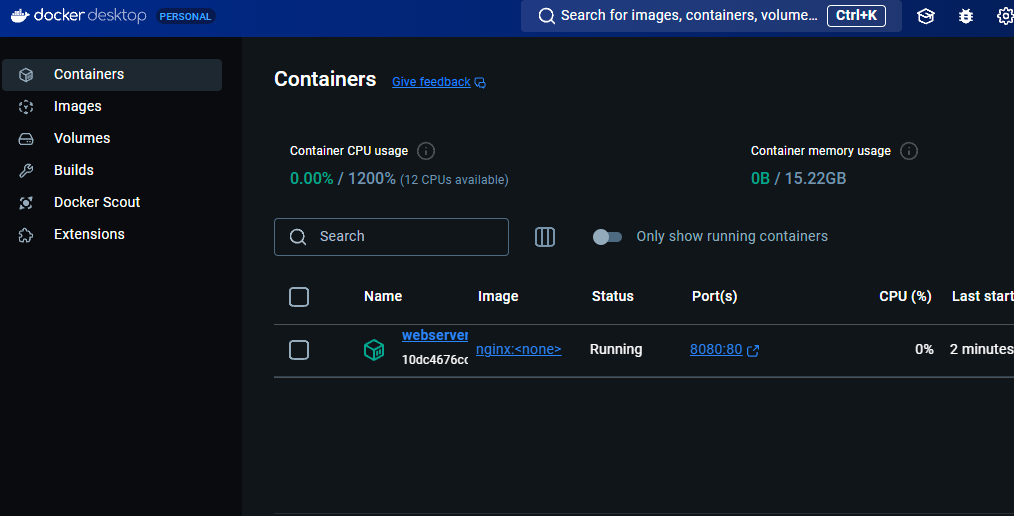 docker desktop PERSONAL
Search for images, containers, volume... Ctrl+K
Containers
Images
Volumes
Builds
Docker Scout
Extensions
Containers Give feedback
Container CPU usage
0.00% / 1200% (12 CPUs available)
Container memory usage
0B / 15.22GB
Search
Only show running containers
Name Image Status Port(s) CPU (%) Last start
webserver nginx:<none> Running 8080:80 0% 2 minutes
10dc4676cc